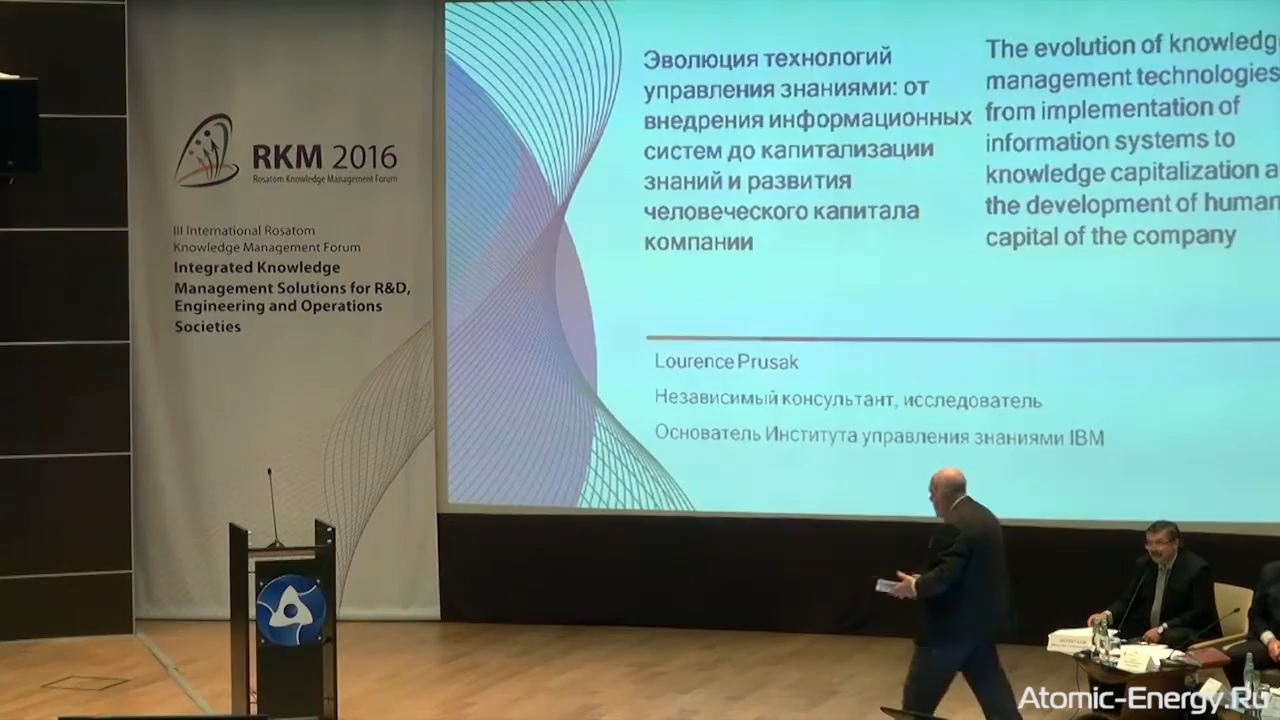 RKM 2016
Rosatom Knowledge Management Forum
III International Rosatom
Knowledge Management Forum
Integrated Knowledge
Management Solutions for R&D,
Engineering and Operations
Societies
Эволюция технологий
управления знаниями: от
внедрения информационных
систем до капитализации
знаний и развития
человеческого капитала
компании
The evolution of knowledg
management technologies
from implementation of
information systems to
knowledge capitalization a
the development of human
capital of the company
Lourence Prusak
Независимый консультант, исследователь
Основатель Института управления знаниями IBM
Atomic-Energy.Ru